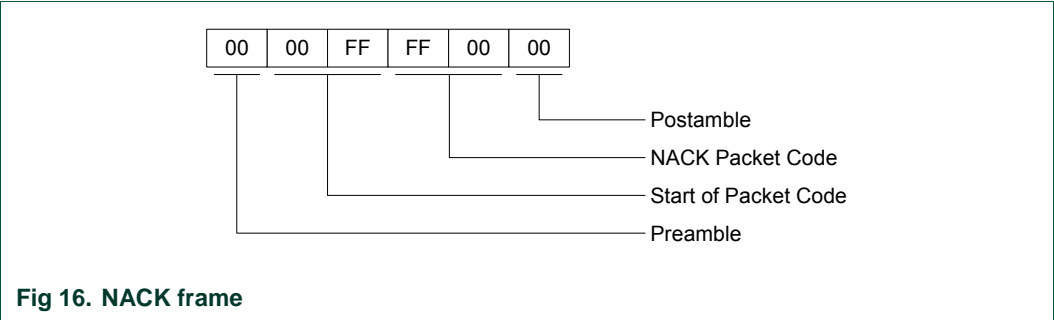 00 00 FF FF 00 00
Postamble
NACK Packet Code
Start of Packet Code
Preamble
Fig 16. NACK frame